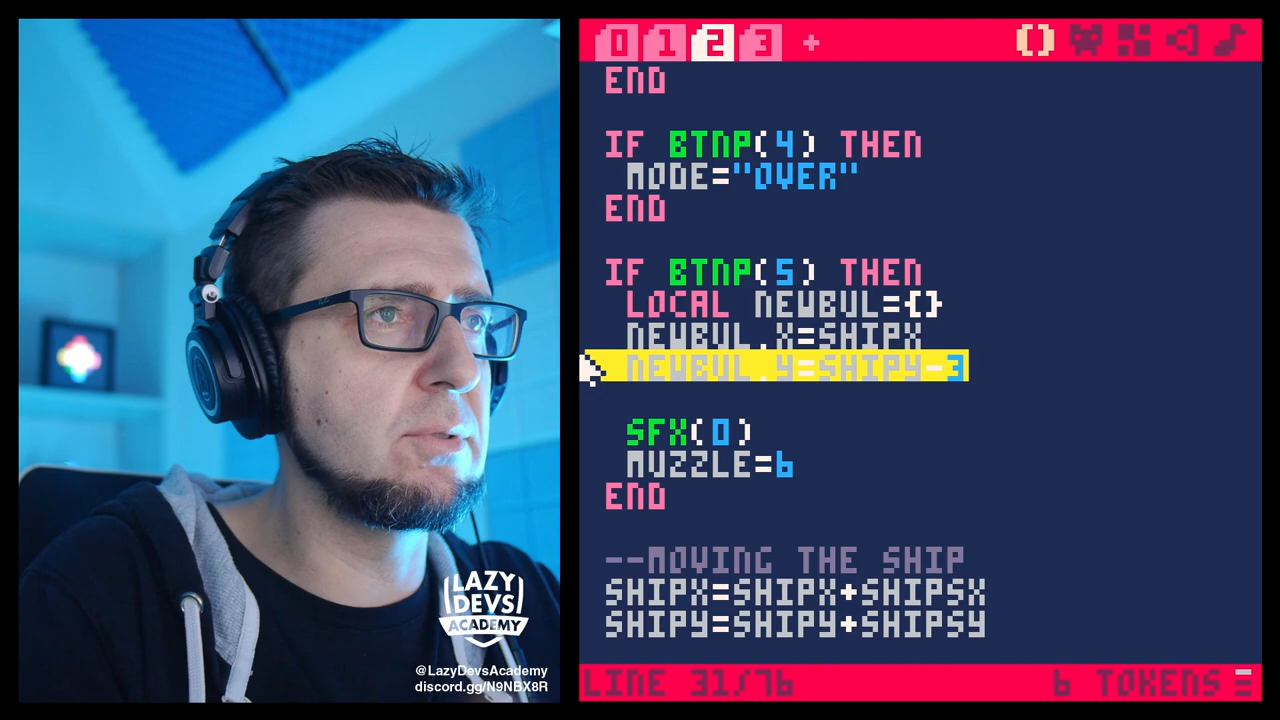 LAZY
DEVS
ACADEMY
@LazyDevsAcademy
discord.gg/N9NBX8R
0 1 2 3 +
END
IF BTNP(4) THEN
MODE="OVER"
END
IF BTNP(5) THEN
LOCAL NEWBUL={}
NEWBUL.X=SHIPX
NEWBUL.Y=SHIPY-3
SFX(0)
MUZZLE=6
END
--MOVING THE SHIP
SHIPX=SHIPX+SHIPSX
SHIPY=SHIPY+SHIPSY
LINE 31/76 6 TOKENS